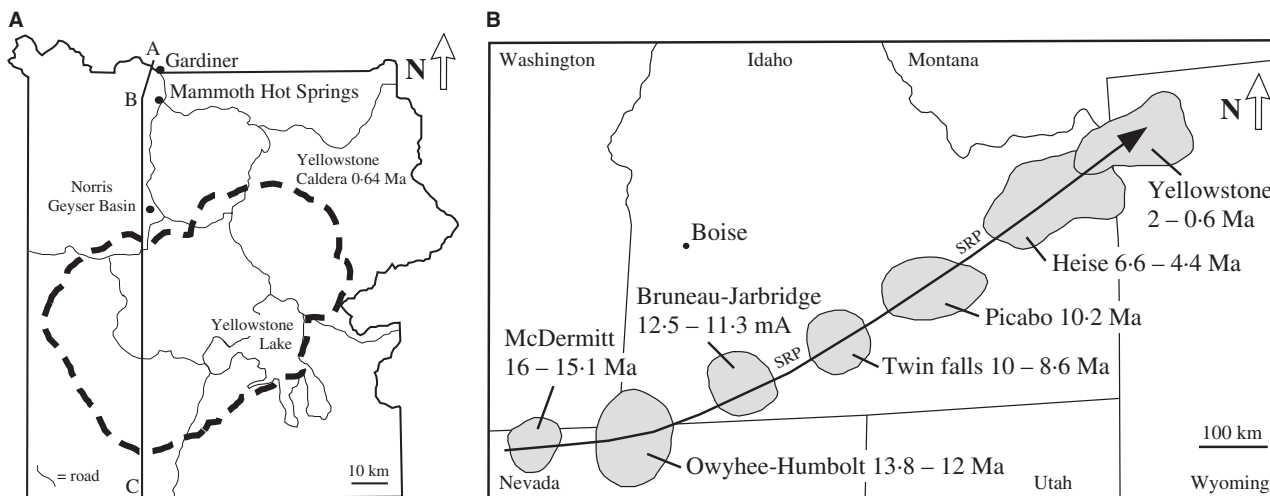 A
A
Gardiner
N
B
Mammoth Hot Springs
Yellowstone
Caldera 0·64 Ma
Norris
Geyser Basin
Yellowstone
Lake
= road
C
10 km
B
Washington
Idaho
Montana
N
Boise
SRP
Yellowstone
2 – 0·6 Ma
Heise 6·6 – 4·4 Ma
Bruneau-Jarbridge
12·5 – 11·3 mA
Picabo 10·2 Ma
McDermitt
16 – 15·1 Ma
SRP
Twin falls 10 – 8·6 Ma
100 km
Owyhee-Humbolt 13·8 – 12 Ma
Nevada
Utah
Wyoming